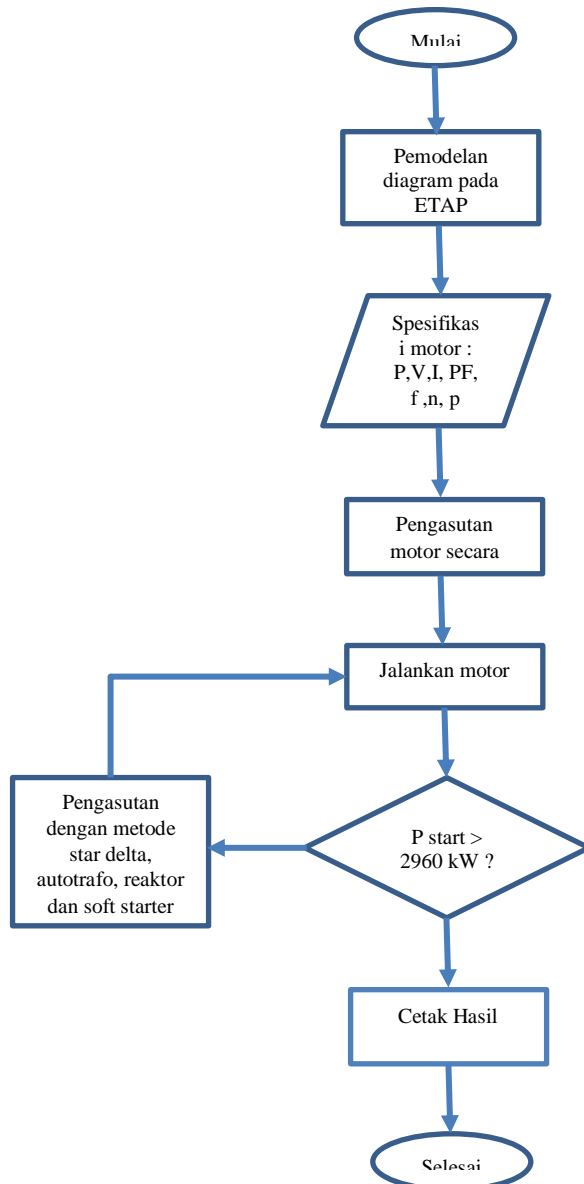 Mulai
Pemodelan
diagram pada
ETAP
Spesifikas
i motor :
P,V,I, PF,
f ,n, p
Pengasutan
motor secara
Jalankan motor
P start >
2960 kW ?
Pengasutan
dengan metode
star delta,
autotrafo, reaktor
dan soft starter
Cetak Hasil
Selesai